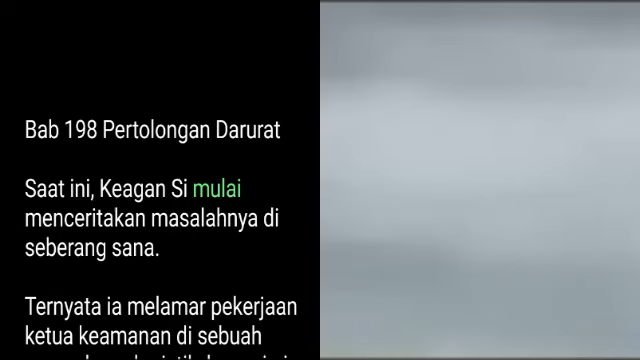 Bab 198 Pertolongan Darurat
Saat ini, Keagan Si mulai
menceritakan masalahnya di
seberang sana.
Ternyata ia melamar pekerjaan
ketua keamanan di sebuah